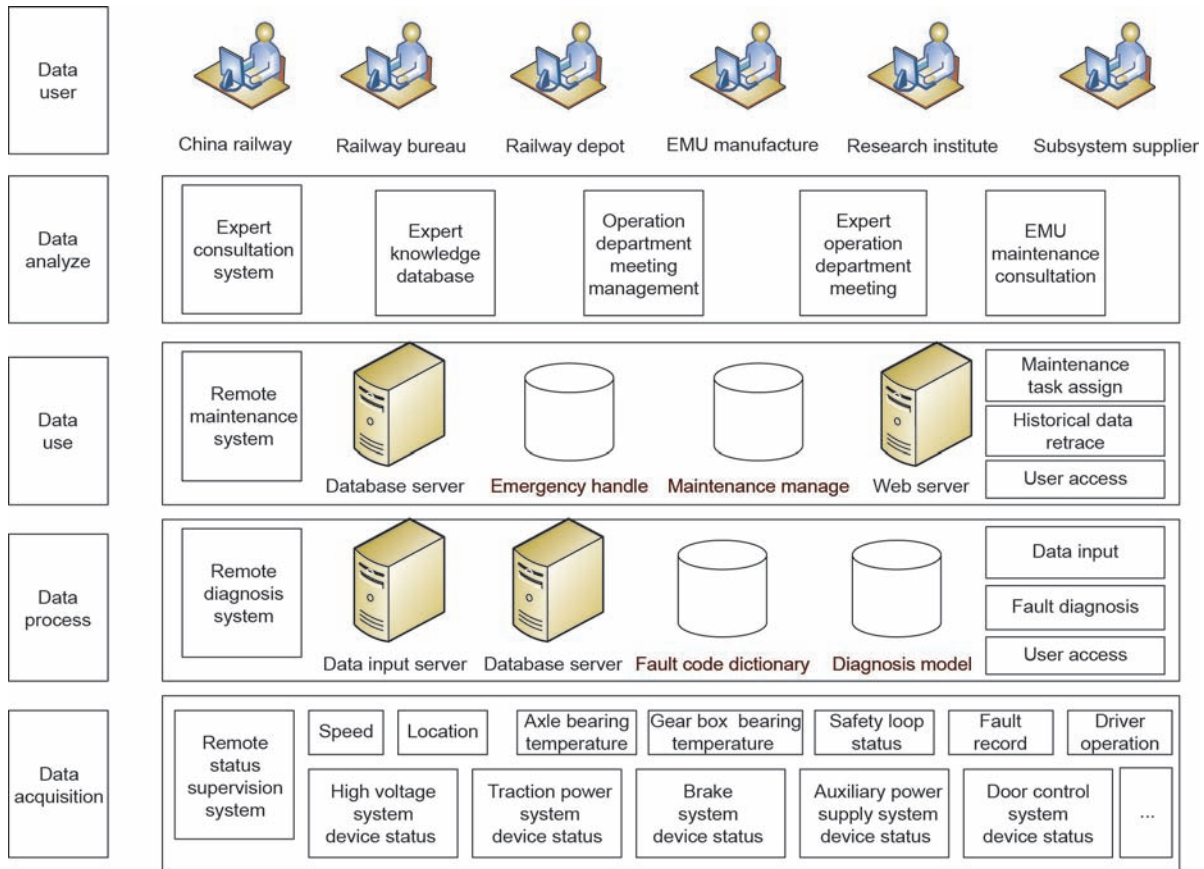 Data
user
China railway
Railway bureau
Railway depot
EMU manufacture
Research institute
Subsystem supplier
Data
analyze
Expert
consultation
system
Expert
knowledge
database
Operation
department
meeting
management
Expert
operation
department
meeting
EMU
maintenance
consultation
Data
use
Remote
maintenance
system
Database server
Emergency handle
Maintenance manage
Web server
Maintenance
task assign
Historical data
retrace
User access
Data
process
Remote
diagnosis
system
Data input server
Database server
Fault code dictionary
Diagnosis model
Data input
Fault diagnosis
User access
Data
acquisition
Remote
status
supervision
system
Speed
Location
Axle bearing
temperature
Gear box bearing
temperature
Safety loop
status
Fault
record
Driver
operation
High voltage
system
device status
Traction power
system
device status
Brake
system
device status
Auxiliary power
supply system
device status
Door control
system
device status
...